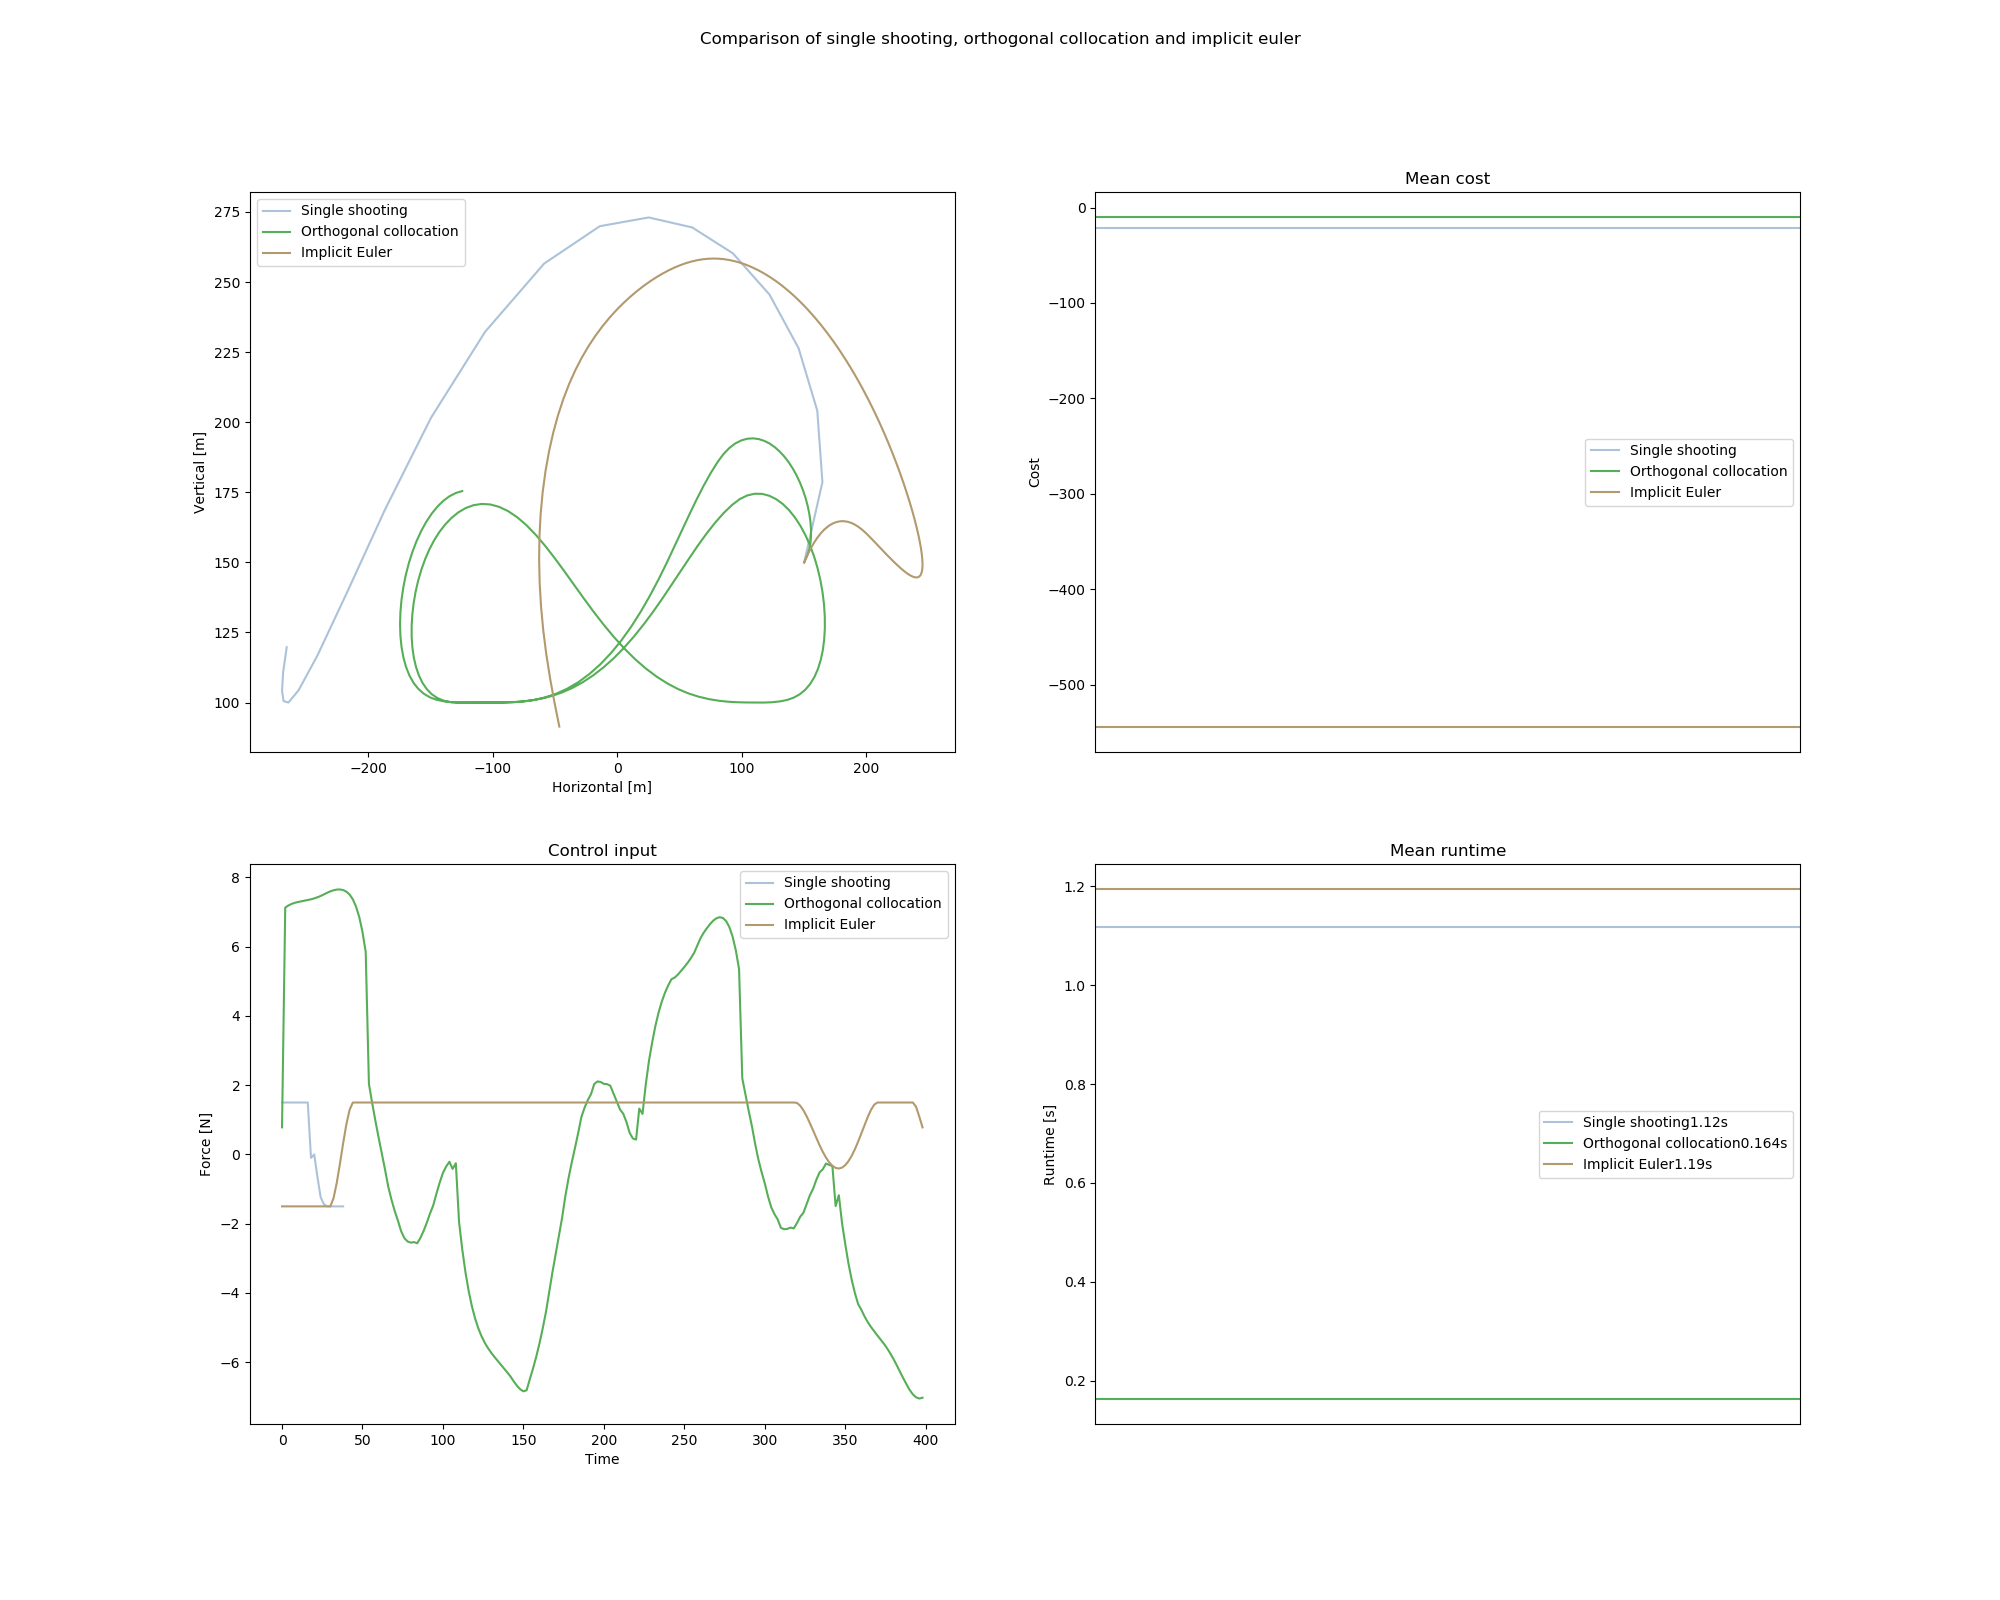 Comparison of single shooting, orthogonal collocation and implicit euler
Single shooting
Orthogonal collocation
Implicit Euler
275
250
225
200
175
150
125
100
Vertical [m]
−200
−100
0
100
200
Horizontal [m]
Mean cost
0
−100
−200
−300
−400
−500
Cost
Single shooting
Orthogonal collocation
Implicit Euler
Control input
8
6
4
2
0
−2
−4
−6
Force [N]
Single shooting
Orthogonal collocation
Implicit Euler
0
50
100
150
200
250
300
350
400
Time
Mean runtime
1.2
1.0
0.8
0.6
0.4
0.2
Runtime [s]
Single shooting1.12s
Orthogonal collocation0.164s
Implicit Euler1.19s